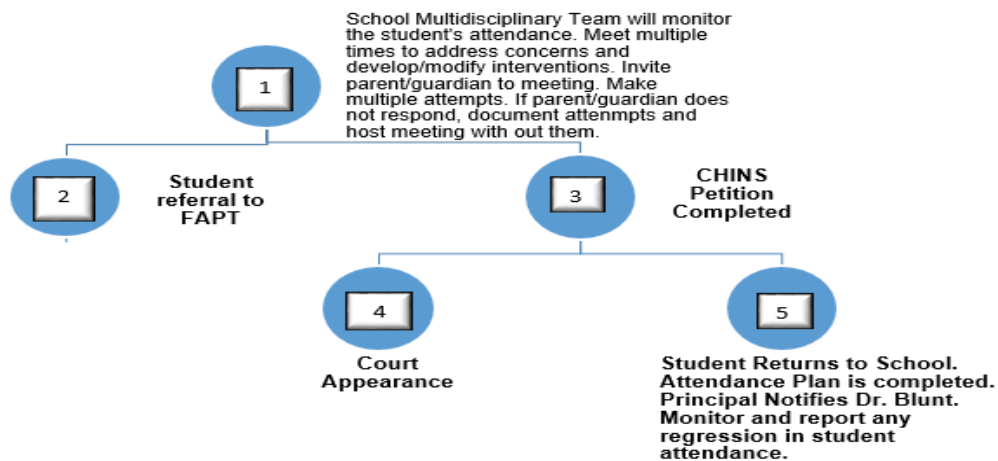 School Multidisciplinary Team will monitor
the student's attendance. Meet multiple
times to address concerns and
develop/modify interventions. Invite
parent/guardian to meeting. Make
multiple attempts. If parent/guardian does
not respond, document attenmpts and
host meeting with out them.
1
2
Student
referral to
FAPT
3
CHINS
Petition
Completed
4
Court
Appearance
5
Student Returns to School.
Attendance Plan is completed.
Principal Notifies Dr. Blunt.
Monitor and report any
regression in student
attendance.